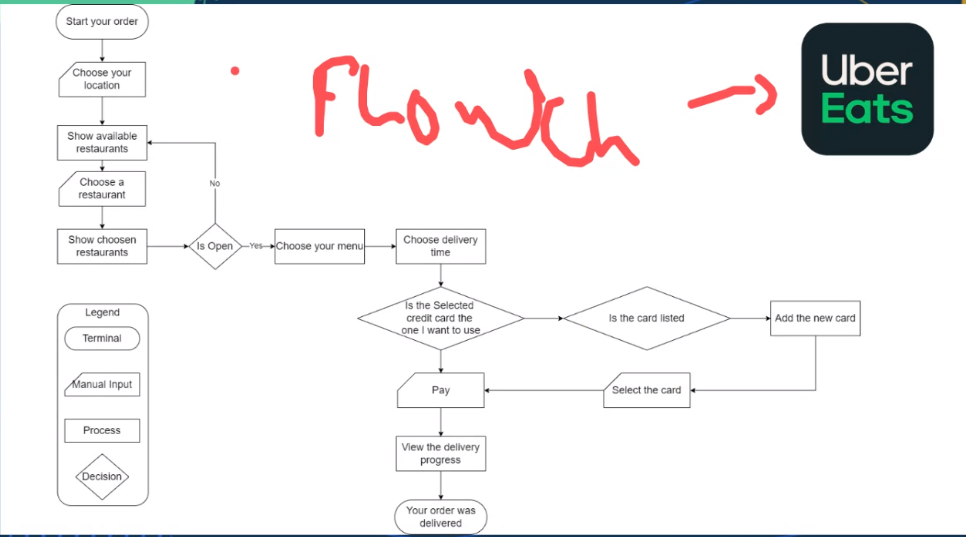 Start your order
Choose your
location
Show available
restaurants
Choose a
restaurant
Show choosen
restaurants
No
Is Open
Yes
Choose your menu
Choose delivery
time
Is the Selected
credit card the
one I want to use
Is the card listed
Add the new card
Select the card
Pay
View the delivery
progress
Your order was
delivered
Legend
Terminal
Manual Input
Process
Decision
Flowch
Uber
Eats